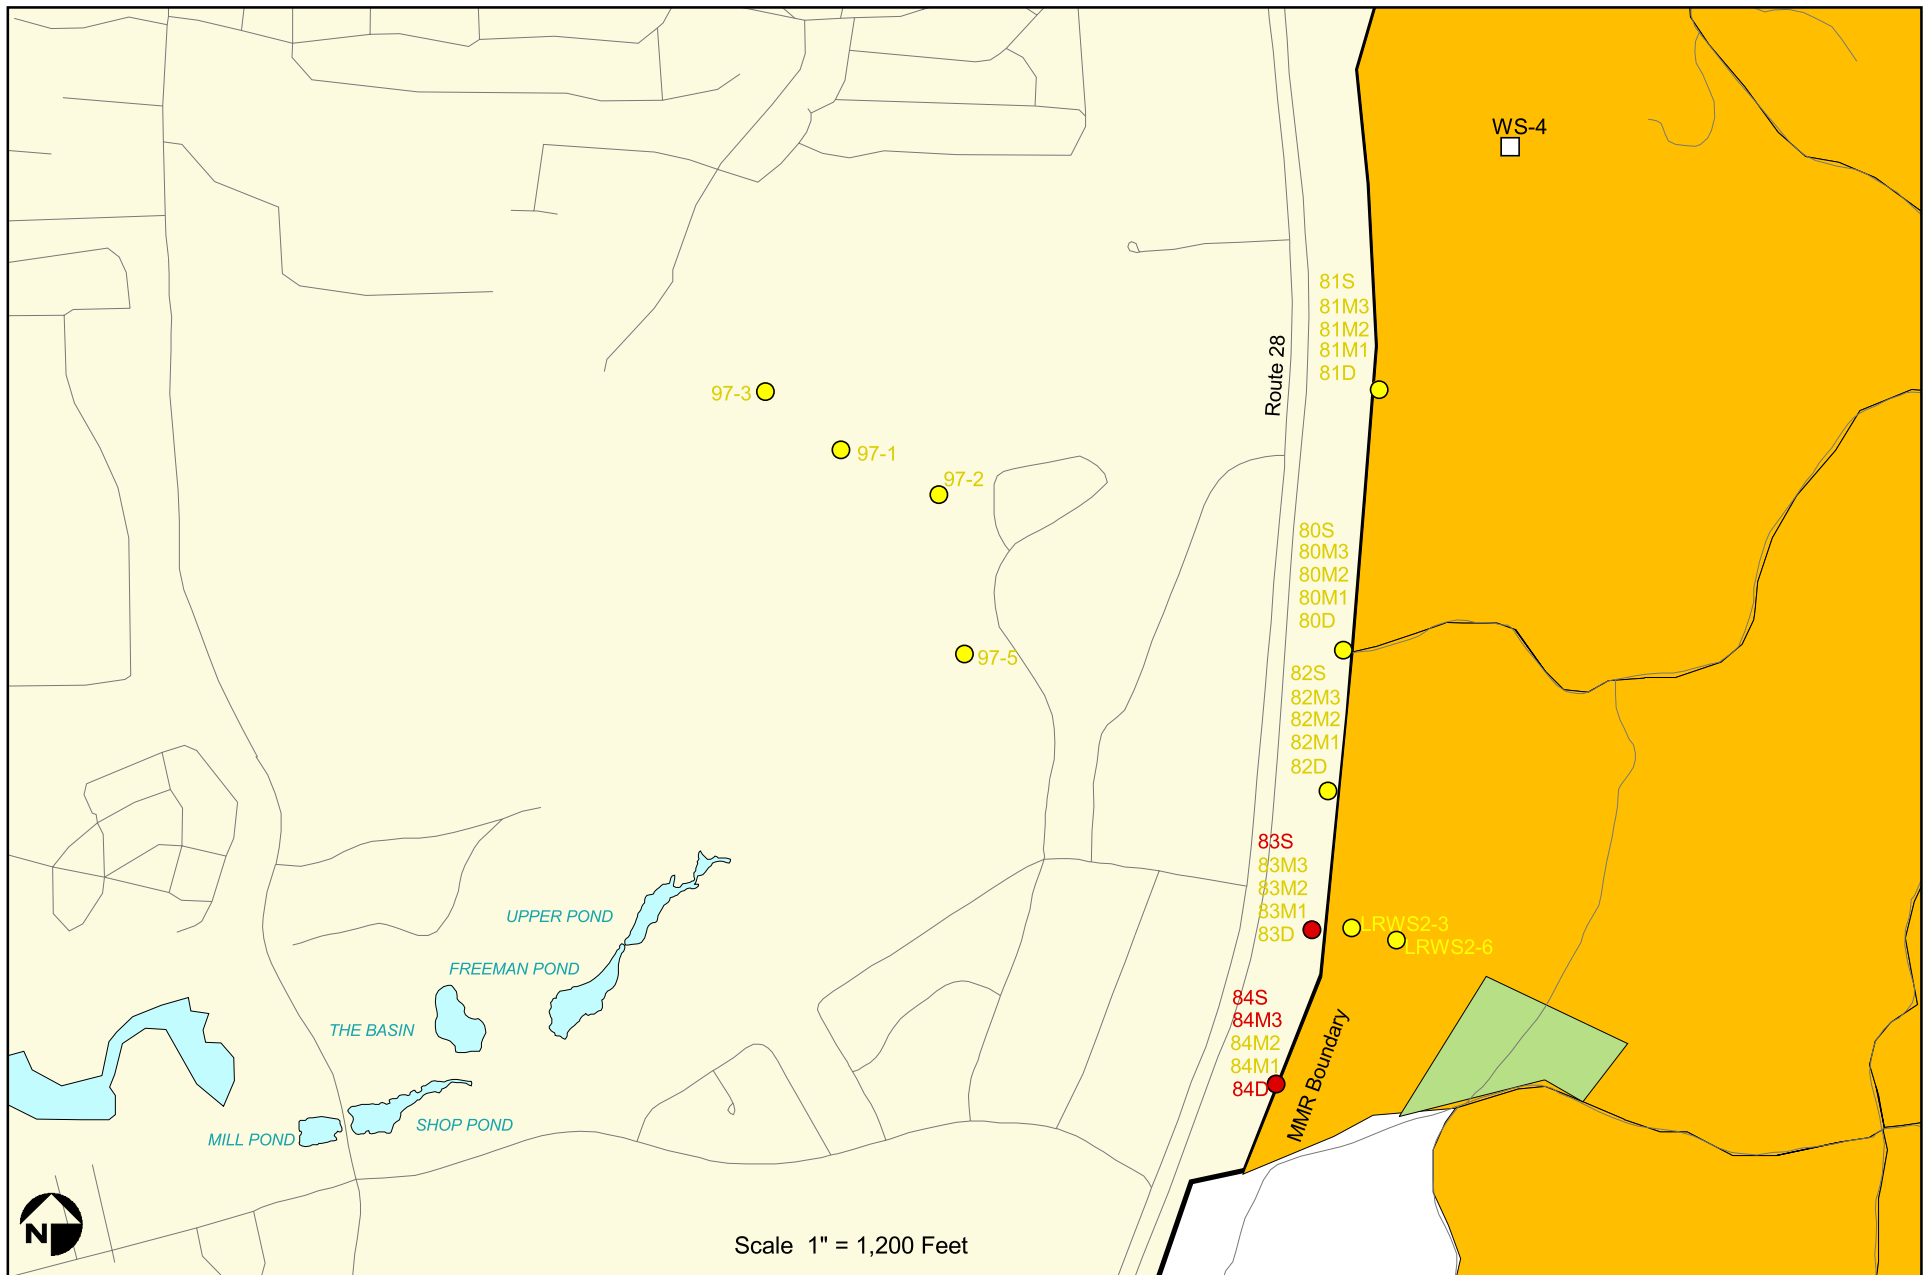 WS-4
81S
81M3
81M2
81M1
81D
Route 28
97-3
97-1
97-2
80S
80M3
80M2
80M1
80D
97-5
82S
82M3
82M2
82M1
82D
83S
83M3
83M2
83M1
83D
LRWS2-3
LRWS2-6
UPPER POND
FREEMAN POND
THE BASIN
84S
84M3
84M2
84M1
84D
MMR Boundary
SHOP POND
MILL POND
N
Scale 1" = 1,200 Feet